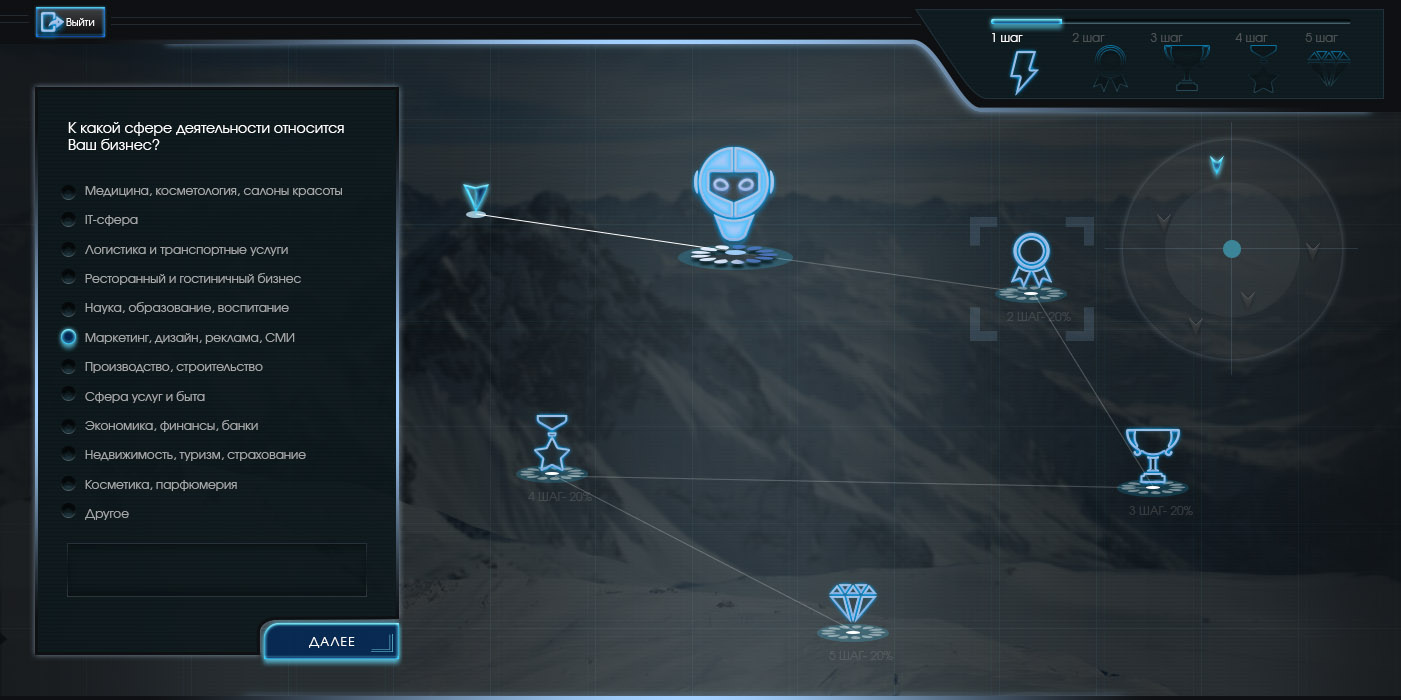 Выйти
1 шаг
2 шаг
3 шаг
4 шаг
5 шаг
К какой сфере деятельности относится
Ваш бизнес?
Медицина, косметология, салоны красоты
IT-сфера
Логистика и транспортные услуги
Ресторанный и гостиничный бизнес
Наука, образование, воспитание
Маркетинг, дизайн, реклама, СМИ
Производство, строительство
Сфера услуг и быта
Экономика, финансы, банки
Недвижимость, туризм, страхование
Косметика, парфюмерия
Другое
ДАЛЕЕ
2 ШАГ- 20%
3 ШАГ- 20%
4 ШАГ- 20%
5 ШАГ- 20%